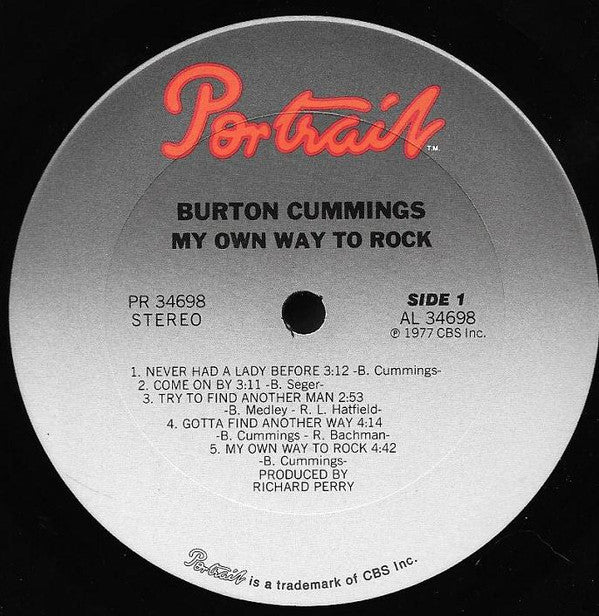 Portrait T.M.
BURTON CUMMINGS
MY OWN WAY TO ROCK
PR 34698
STEREO
SIDE 1
AL 34698
℗ 1977 CBS Inc.
1. NEVER HAD A LADY BEFORE 3:12 -B. Cummings-
2. COME ON BY 3:11 -B. Seger-
3. TRY TO FIND ANOTHER MAN 2:53
-B. Medley - R. L. Hatfield-
4. GOTTA FIND ANOTHER WAY 4:14
-B. Cummings - R. Bachman-
5. MY OWN WAY TO ROCK 4:42
-B. Cummings-
PRODUCED BY
RICHARD PERRY
Portrait is a trademark of CBS Inc.